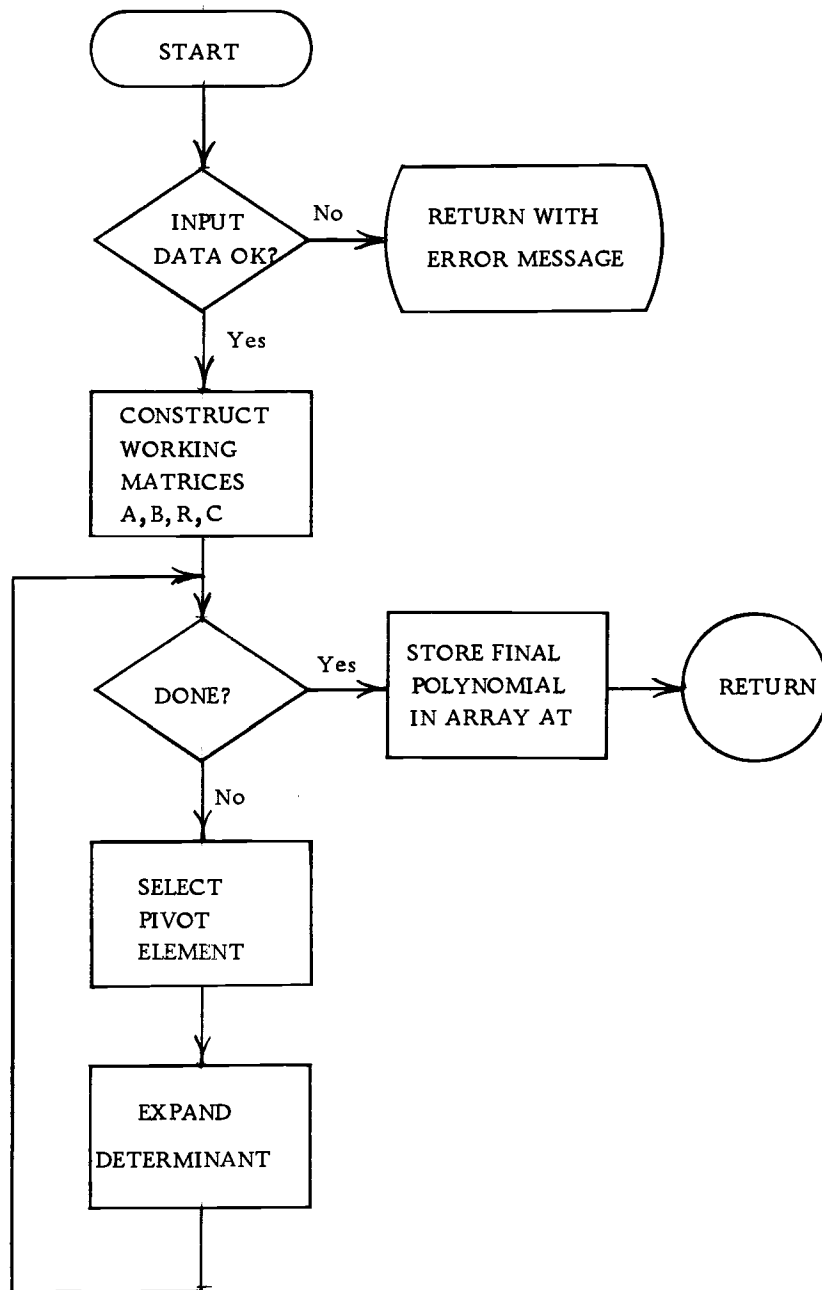 START
INPUT
DATA OK?
No
RETURN WITH
ERROR MESSAGE
Yes
CONSTRUCT
WORKING
MATRICES
A, B, R, C
DONE?
Yes
STORE FINAL
POLYNOMIAL
IN ARRAY AT
RETURN
No
SELECT
PIVOT
ELEMENT
EXPAND
DETERMINANT